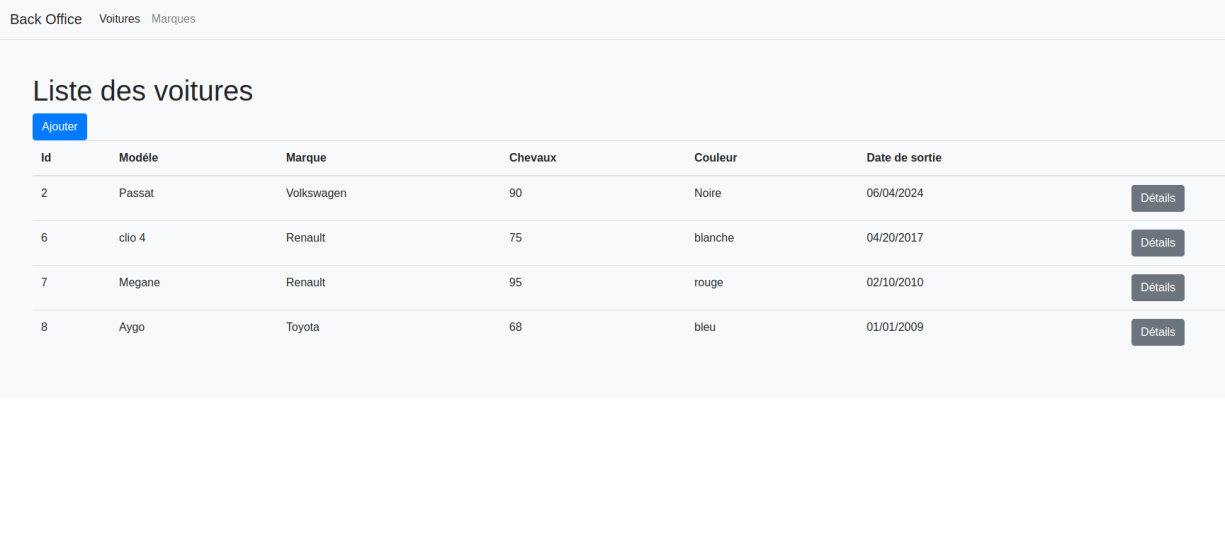 Back Office Voitures Marques
Liste des voitures
Ajouter
Id Modéle Marque Chevaux Couleur Date de sortie
2 Passat Volkswagen 90 Noire 06/04/2024 Détails
6 clio 4 Renault 75 blanche 04/20/2017 Détails
7 Megane Renault 95 rouge 02/10/2010 Détails
8 Aygo Toyota 68 bleu 01/01/2009 Détails